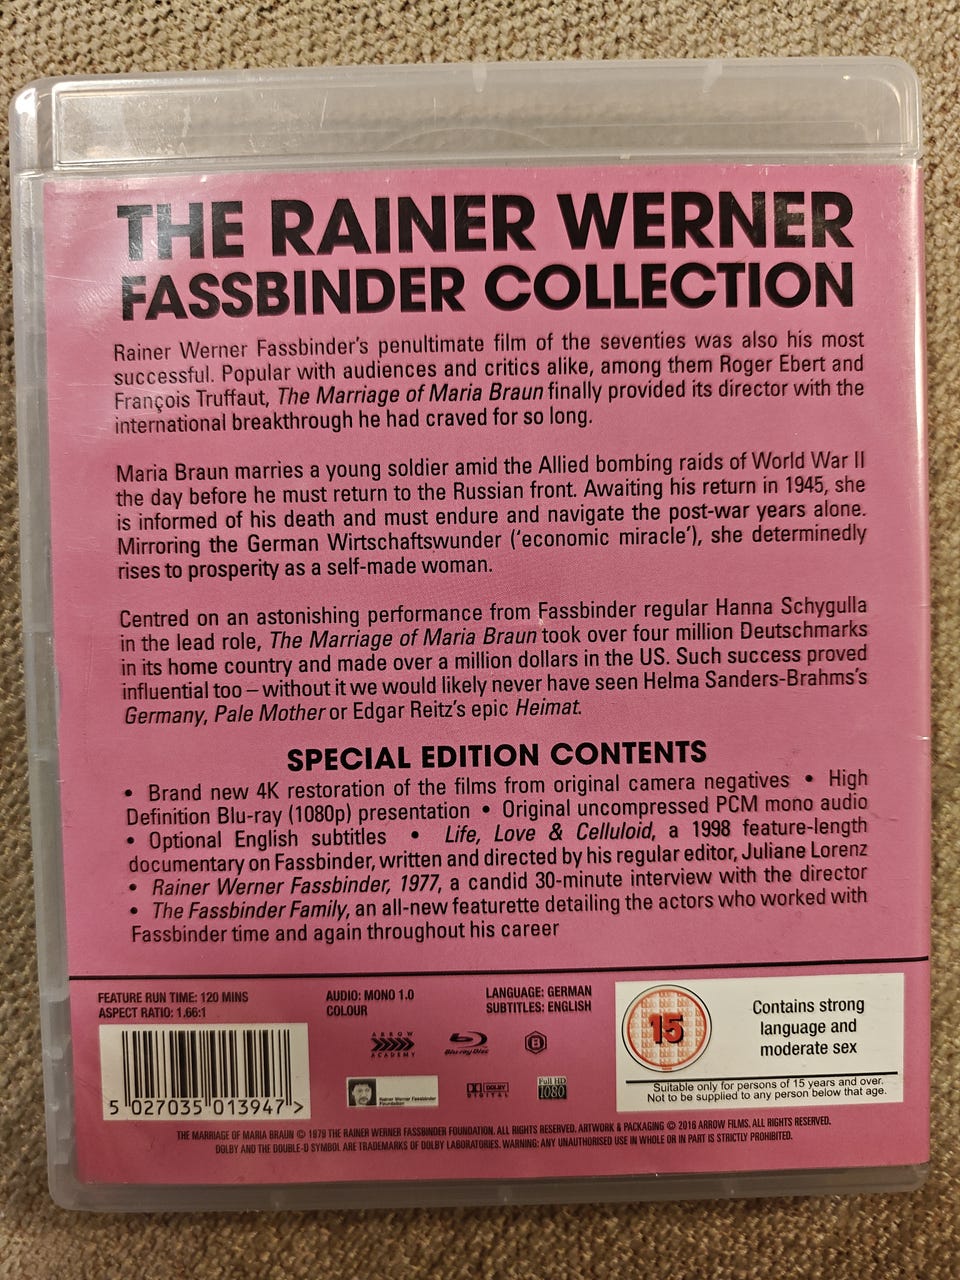 THE RAINER WERNER
FASSBINDER COLLECTION
Rainer Werner Fassbinder's penultimate film of the seventies was also his most
successful. Popular with audiences and critics alike, among them Roger Ebert and
François Truffaut, The Marriage of Maria Braun finally provided its director with the
international breakthrough he had craved for so long.
Maria Braun marries a young soldier amid the Allied bombing raids of World War II
the day before he must return to the Russian front. Awaiting his return in 1945, she
is informed of his death and must endure and navigate the post-war years alone.
Mirroring the German Wirtschaftswunder ('economic miracle'), she determinedly
rises to prosperity as a self-made woman.
Centred on an astonishing performance from Fassbinder regular Hanna Schygulla
in the lead role, The Marriage of Maria Braun took over four million Deutschmarks
in its home country and made over a million dollars in the US. Such success proved
influential too – without it we would likely never have seen Helma Sanders-Brahms's
Germany, Pale Mother or Edgar Reitz's epic Heimat.
SPECIAL EDITION CONTENTS
• Brand new 4K restoration of the films from original camera negatives • High
Definition Blu-ray (1080p) presentation • Original uncompressed PCM mono audio
• Optional English subtitles • Life, Love & Celluloid, a 1998 feature-length
documentary on Fassbinder, written and directed by his regular editor, Juliane Lorenz
• Rainer Werner Fassbinder, 1977, a candid 30-minute interview with the director
• The Fassbinder Family, an all-new featurette detailing the actors who worked with
Fassbinder time and again throughout his career
FEATURE RUN TIME: 120 MINS
ASPECT RATIO: 1.66:1
AUDIO: MONO 1.0
COLOUR
LANGUAGE: GERMAN
SUBTITLES: ENGLISH
15
Contains strong
language and
moderate sex
Suitable only for persons of 15 years and over.
Not to be supplied to any person below that age.
ARROW
ACADEMY
Blu-ray Disc
B
Rainer Werner Fassbinder
Foundation
DOLBY
DIGITAL
Full HD
1080
5 027035 013947 >
THE MARRIAGE OF MARIA BRAUN © 1979 THE RAINER WERNER FASSBINDER FOUNDATION. ALL RIGHTS RESERVED. ARTWORK & PACKAGING © 2016 ARROW FILMS. ALL RIGHTS RESERVED.
DOLBY AND THE DOUBLE-D SYMBOL ARE TRADEMARKS OF DOLBY LABORATORIES. WARNING: ANY UNAUTHORISED USE IN WHOLE OR IN PART IS STRICTLY PROHIBITED.